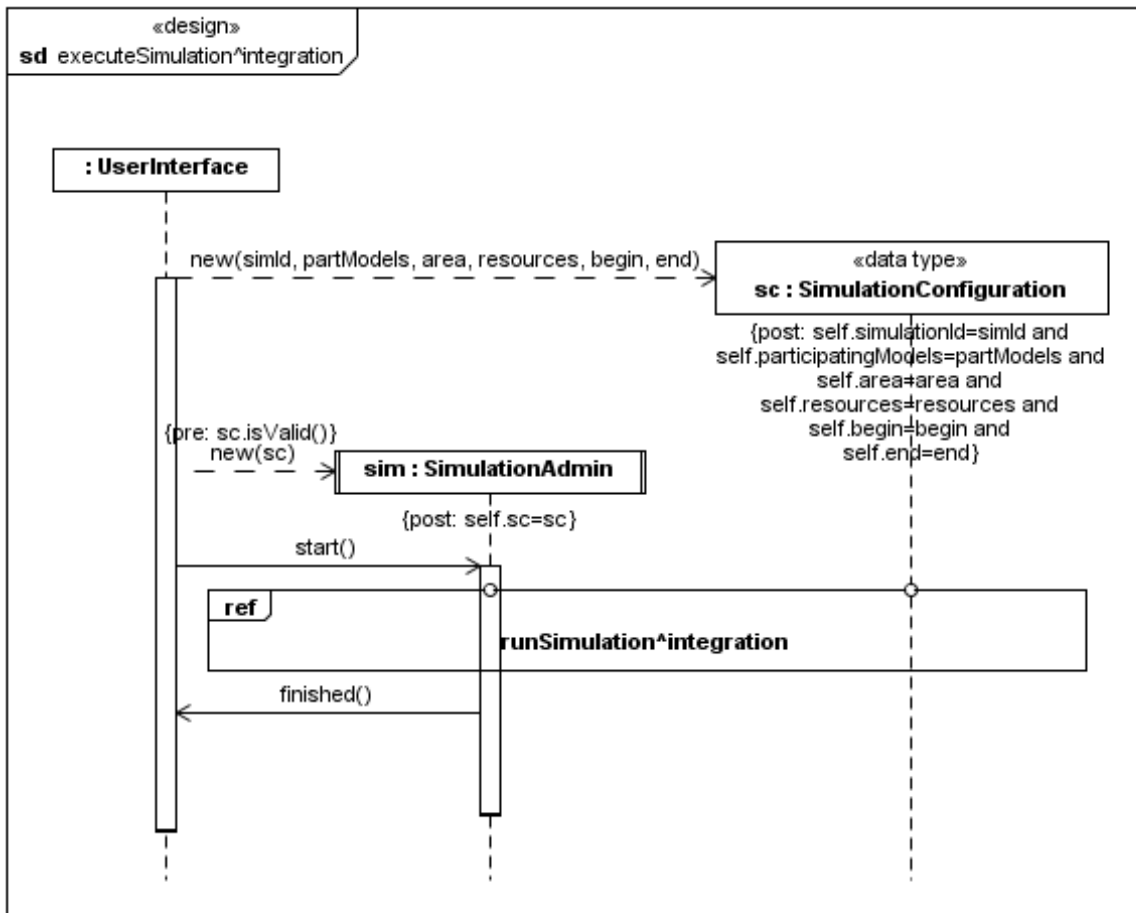 «design»
sd executeSimulation^integration
: UserInterface
new(simId, partModels, area, resources, begin, end)
«data type»
sc : SimulationConfiguration
{post: self.simulationId=simId and
self.participatingModels=partModels and
self.area=area and
self.resources=resources and
self.begin=begin and
self.end=end}
{pre: sc.isValid()}
new(sc)
sim : SimulationAdmin
{post: self.sc=sc}
start()
ref
runSimulation^integration
finished()